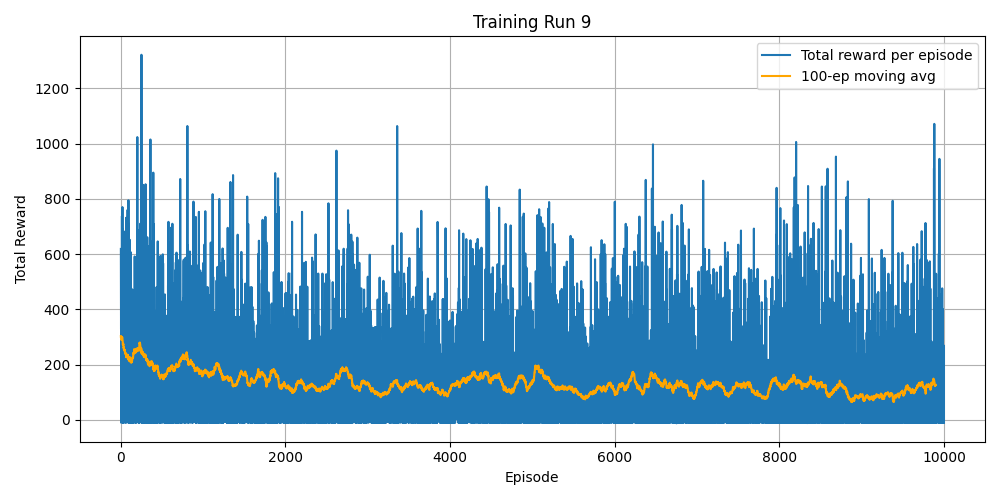 Training Run 9
Total reward per episode
100-ep moving avg
1200
1000
800
600
400
200
0
Total Reward
0 2000 4000 6000 8000 10000
Episode